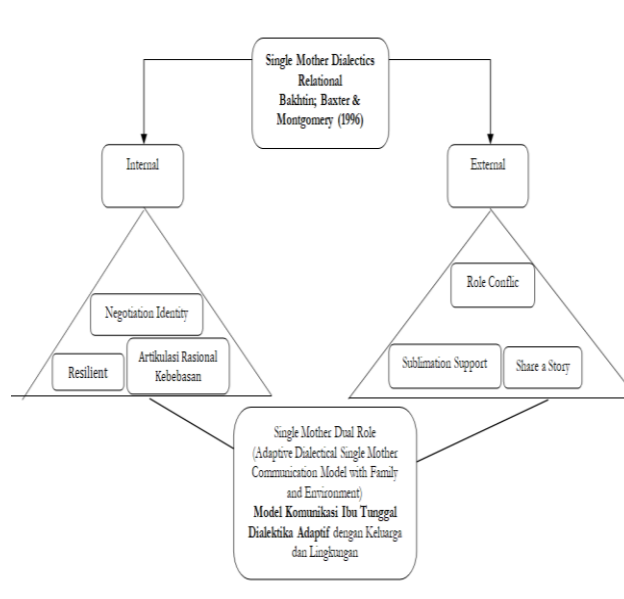 Single Mother Dialectics
Relational
Bakhtin; Baxter &
Montgomery (1996)
Internal
External
Negotiation Identity
Resilient
Artikulasi Rasional
Kebebasan
Role Conflic
Sublimation Support
Share a Story
Single Mother Dual Role
(Adaptive Dialectical Single Mother
Communication Model with Family
and Environment)
Model Komunikasi Ibu Tunggal
Dialektika Adaptif dengan Keluarga
dan Lingkungan